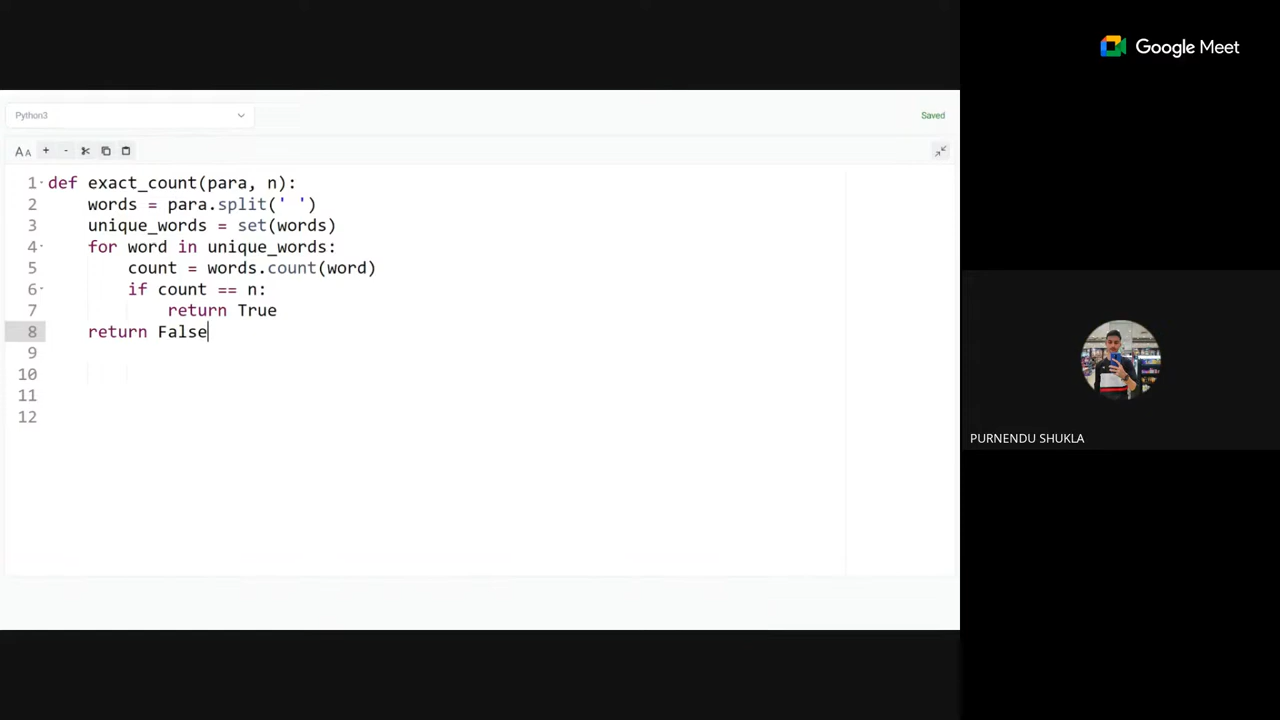 Google Meet
Python3
Saved
AA + -
1 def exact_count(para, n):
2     words = para.split(' ')
3     unique_words = set(words)
4     for word in unique_words:
5         count = words.count(word)
6         if count == n:
7             return True
8     return False
9
10
11
12
PURNENDU SHUKLA